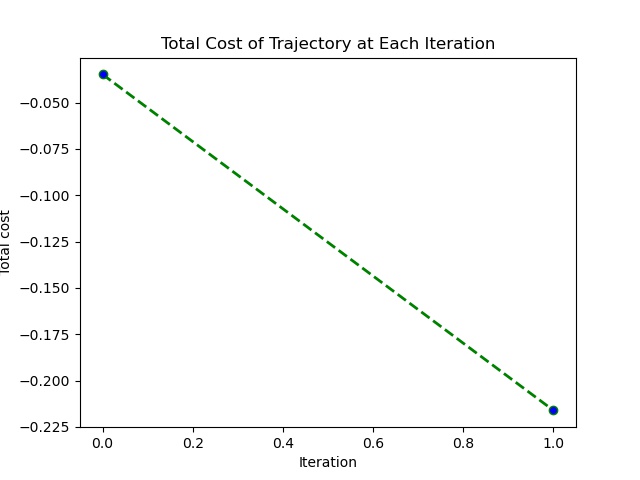 Total Cost of Trajectory at Each Iteration
−0.050
−0.075
−0.100
−0.125
−0.150
−0.175
−0.200
−0.225
Total cost
0.0 0.2 0.4 0.6 0.8 1.0
Iteration